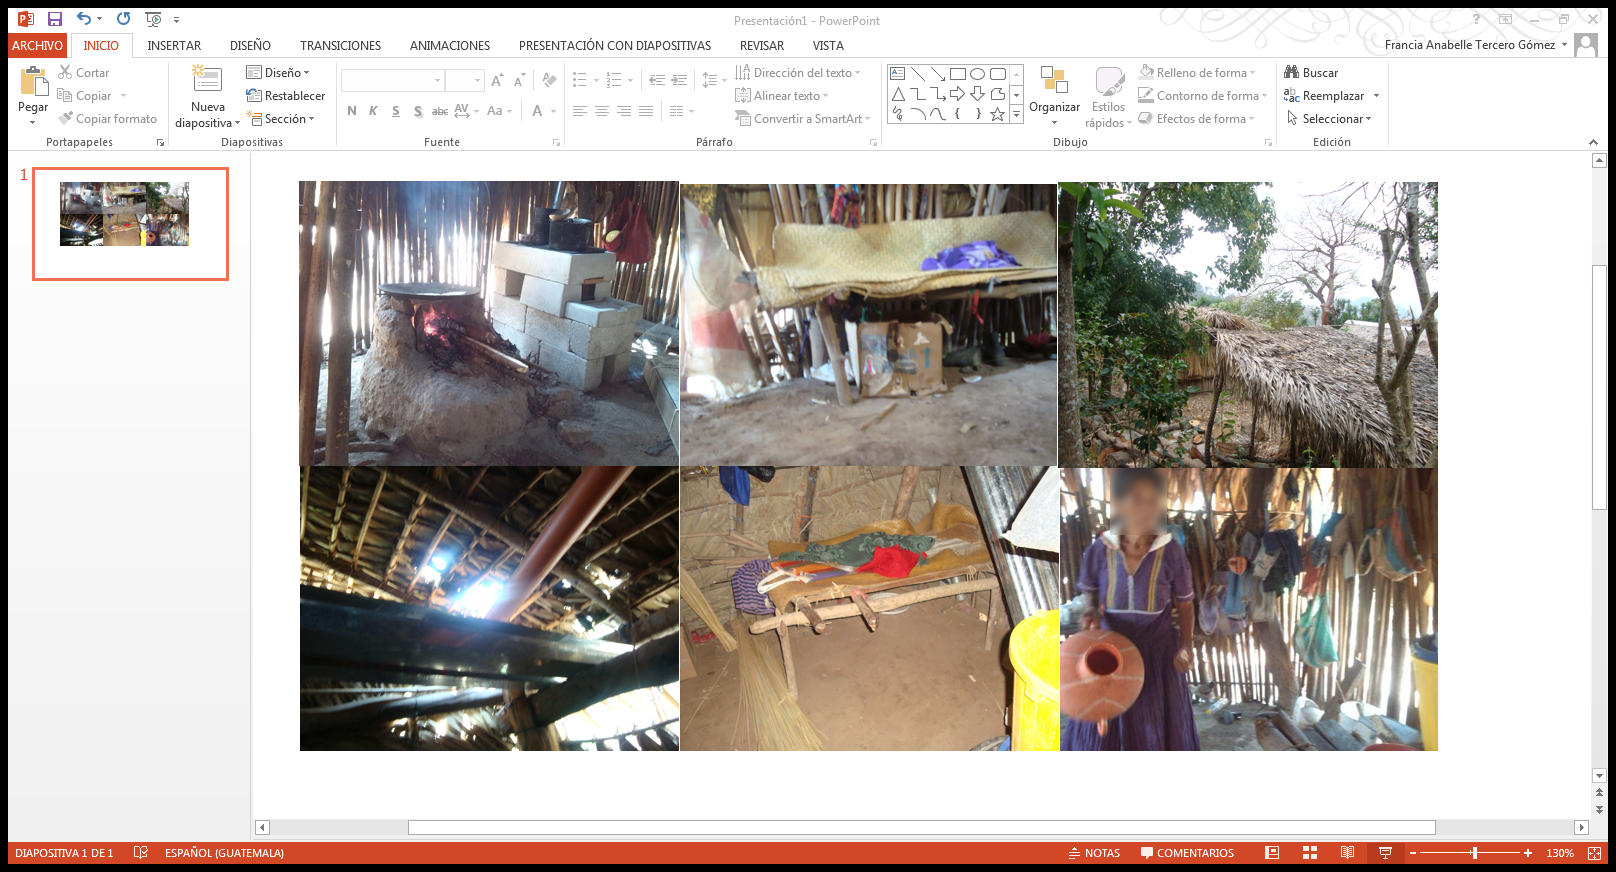 Presentación1 - PowerPoint
ARCHIVO INICIO INSERTAR DISEÑO TRANSICIONES ANIMACIONES PRESENTACIÓN CON DIAPOSITIVAS REVISAR VISTA Francia Anabelle Tercero Gómez
Pegar
Cortar
Copiar
Copiar formato
Portapapeles
Nueva
diapositiva
Diseño
Restablecer
Sección
Diapositivas
N K S S abc AV Aa A
Fuente
Dirección del texto
Alinear texto
Convertir a SmartArt
Párrafo
Organizar
Estilos
rápidos
Relleno de forma
Contorno de forma
Efectos de forma
Dibujo
Buscar
Reemplazar
Seleccionar
Edición
1
DIAPOSITIVA 1 DE 1 ESPAÑOL (GUATEMALA) NOTAS COMENTARIOS 130%